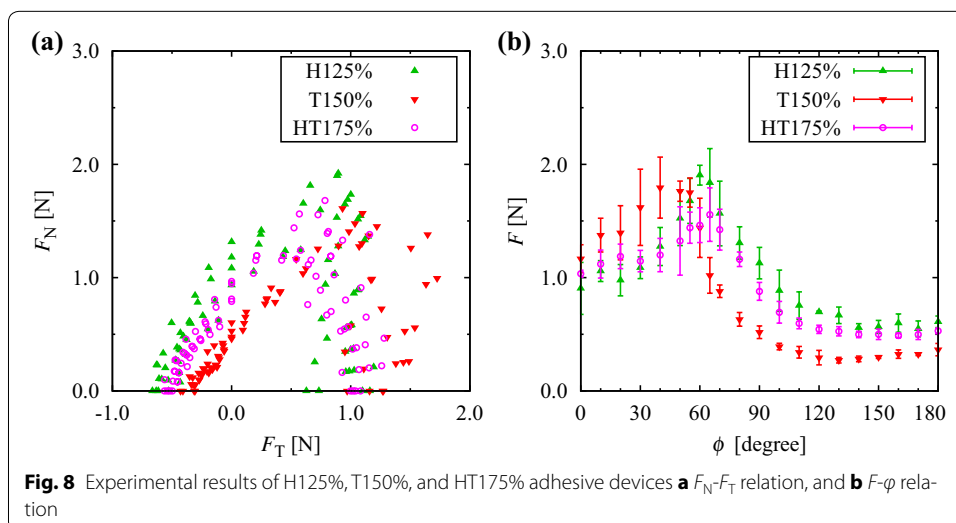 (a)
3.0
H125%
T150%
HT175%
2.0
F_N [N]
1.0
0.0
-1.0
0.0
1.0
2.0
F_T [N]
(b)
3.0
H125%
T150%
HT175%
2.0
F [N]
1.0
0.0
0
30
60
90
120
150
180
ϕ [degree]
Fig. 8 Experimental results of H125%, T150%, and HT175% adhesive devices a F_N-F_T relation, and b F-φ rela-
tion